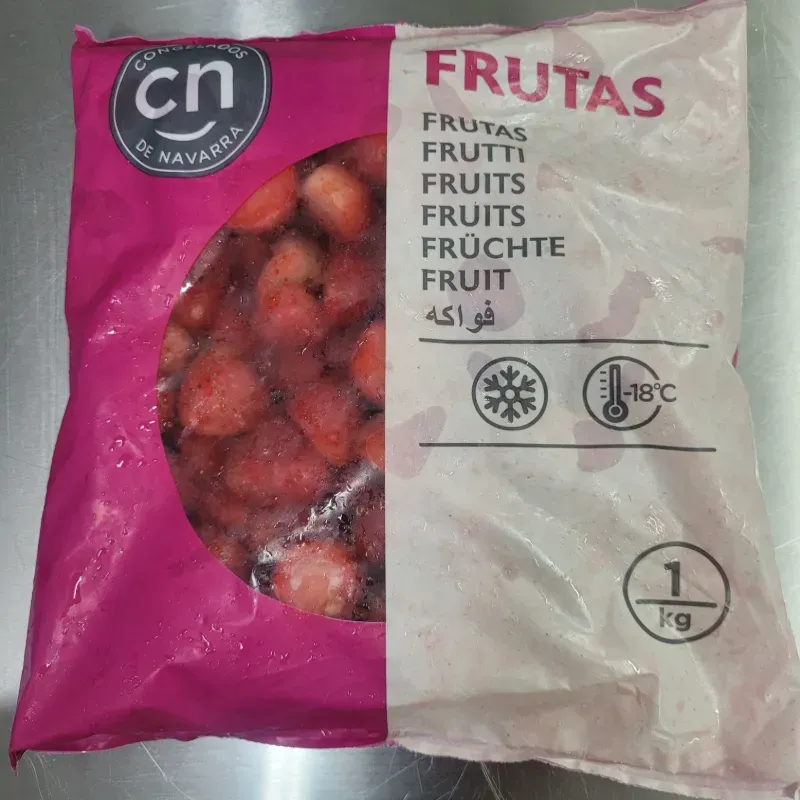 CONGELADOS
cn
DE NAVARRA
FRUTAS
FRUTAS
FRUTTI
FRUITS
FRUITS
FRÜCHTE
FRUIT
فواكه
-18°C
1
kg